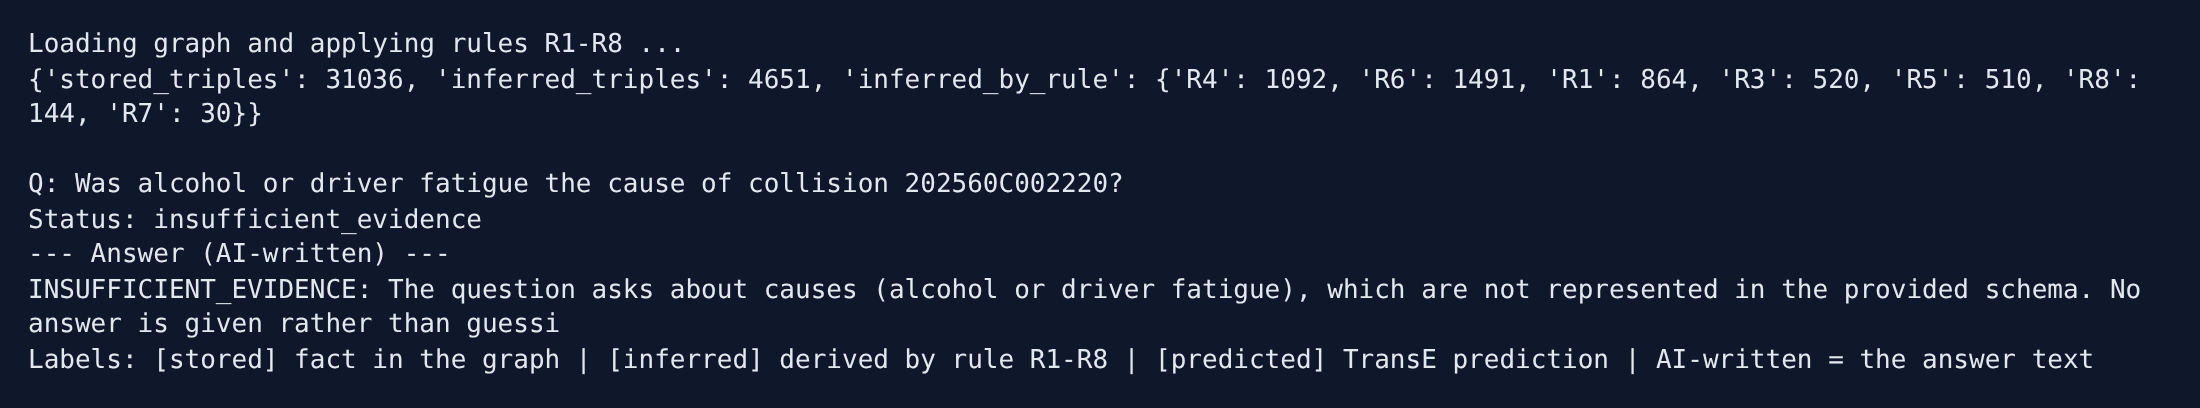 Loading graph and applying rules R1-R8 ...
{'stored_triples': 31036, 'inferred_triples': 4651, 'inferred_by_rule': {'R4': 1092, 'R6': 1491, 'R1': 864, 'R3': 520, 'R5': 510, 'R8':
144, 'R7': 30}}
Q: Was alcohol or driver fatigue the cause of collision 202560C002220?
Status: insufficient_evidence
--- Answer (AI-written) ---
INSUFFICIENT_EVIDENCE: The question asks about causes (alcohol or driver fatigue), which are not represented in the provided schema. No
answer is given rather than guessi
Labels: [stored] fact in the graph | [inferred] derived by rule R1-R8 | [predicted] TransE prediction | AI-written = the answer text